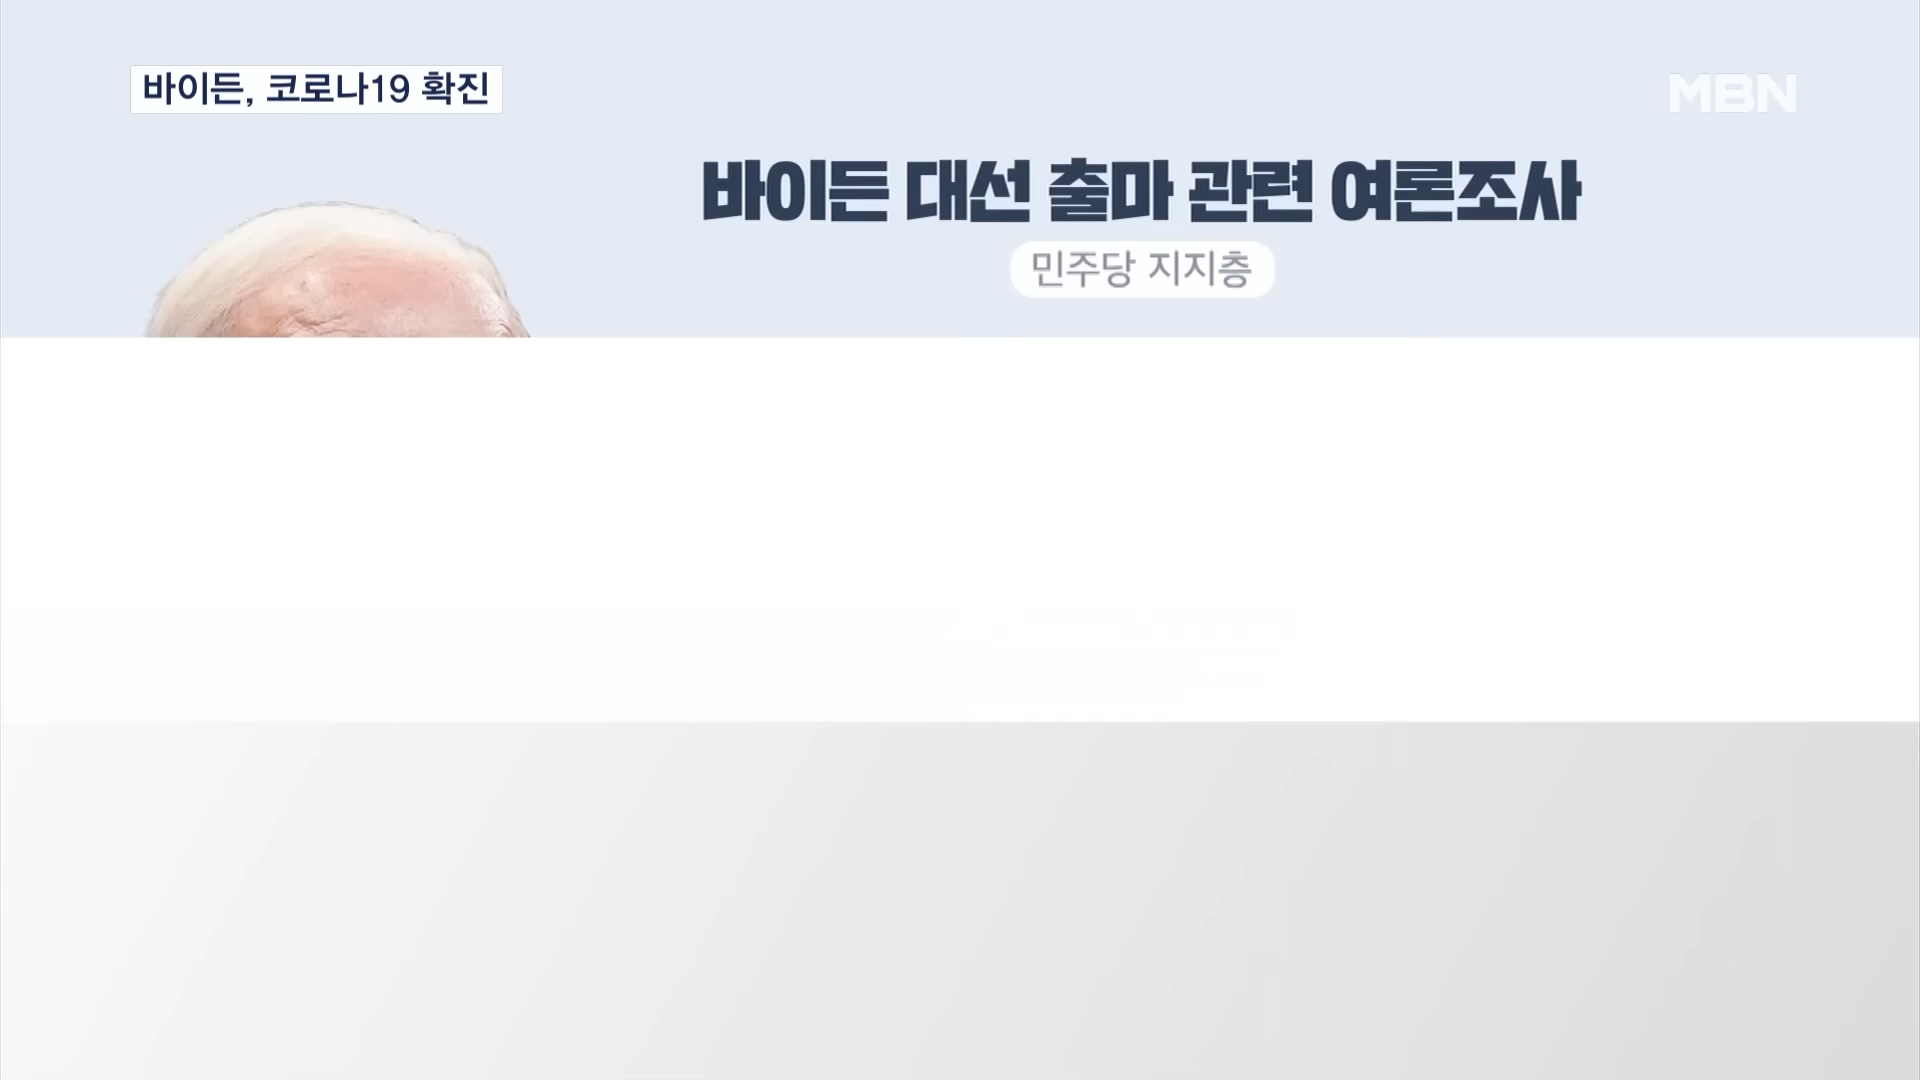 바이든, 코로나19 확진
MBN
바이든 대선 출마 관련 여론조사
민주당 지지층